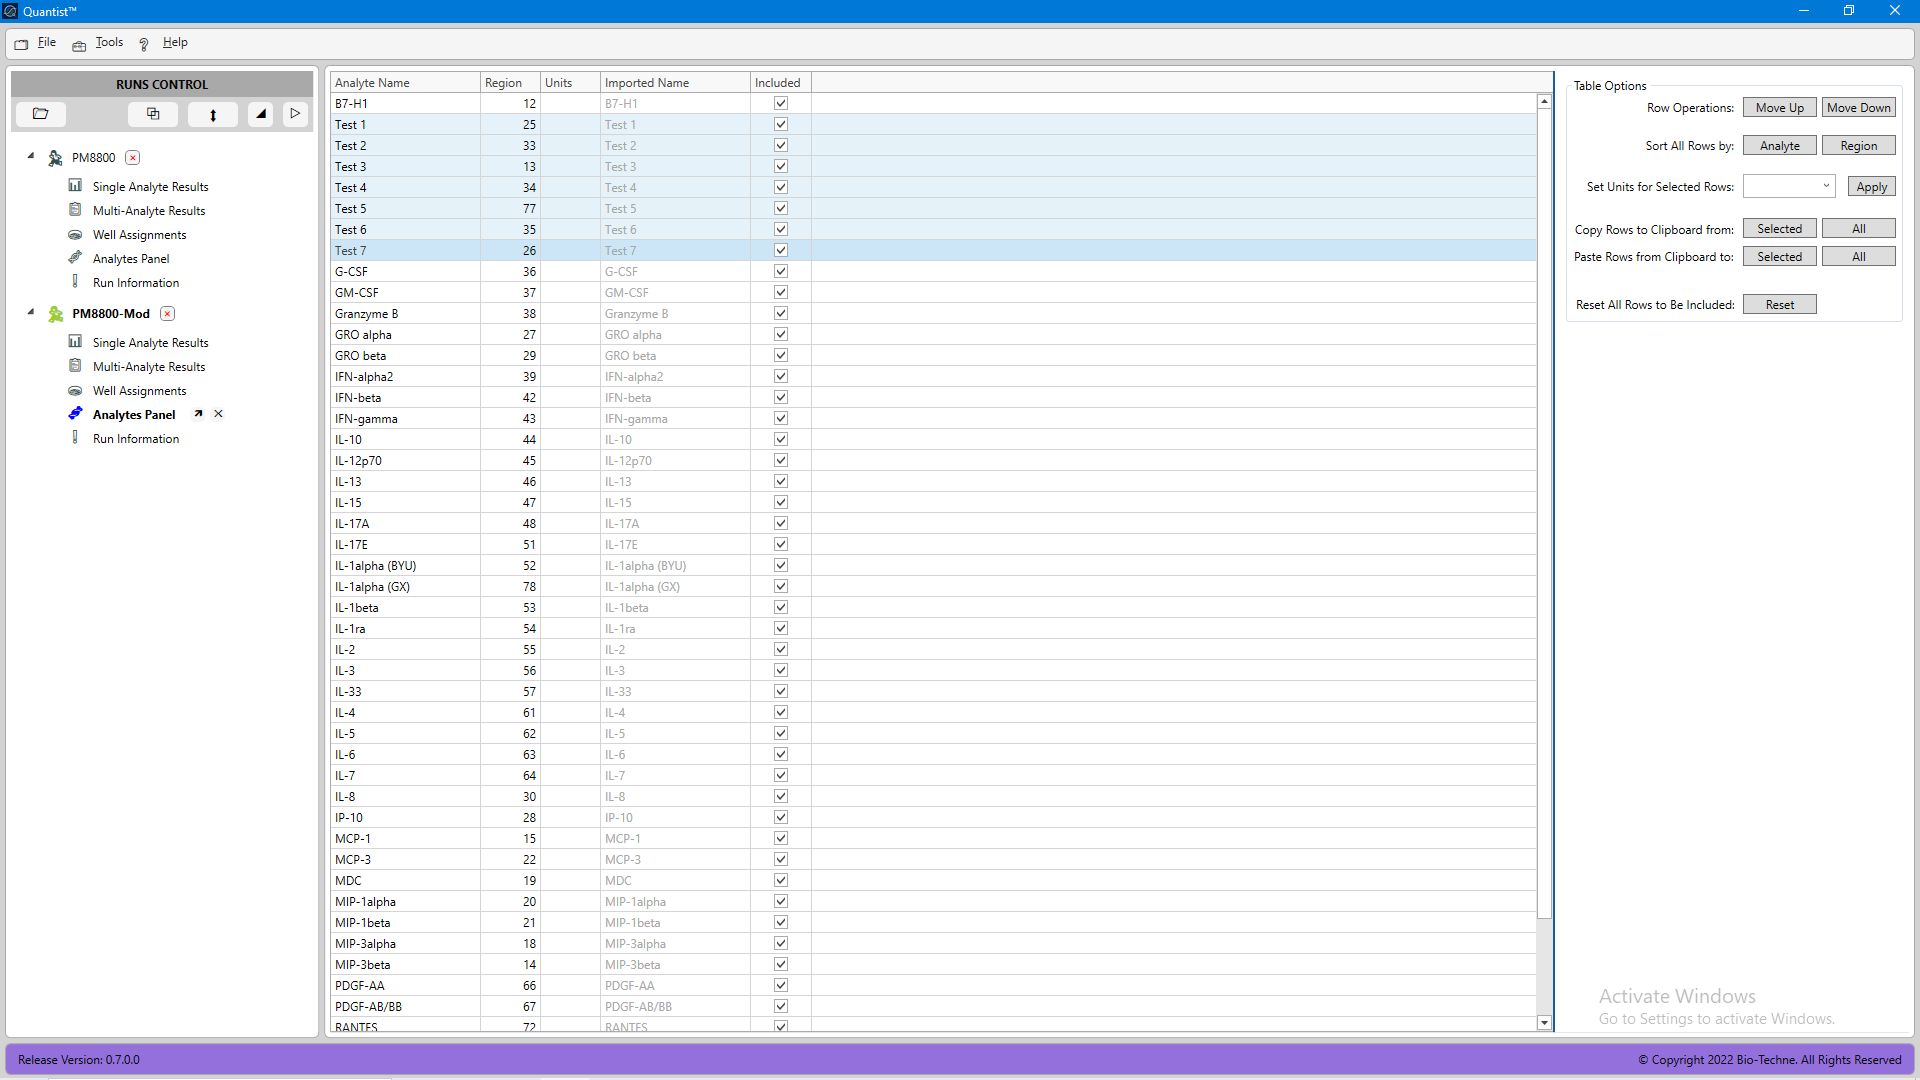 Quantist™
File Tools Help
RUNS CONTROL
PM8800
Single Analyte Results
Multi-Analyte Results
Well Assignments
Analytes Panel
Run Information
PM8800-Mod
Single Analyte Results
Multi-Analyte Results
Well Assignments
Analytes Panel
Run Information
Analyte Name Region Units Imported Name Included
B7-H1 12 B7-H1
Test 1 25 Test 1
Test 2 33 Test 2
Test 3 13 Test 3
Test 4 34 Test 4
Test 5 77 Test 5
Test 6 35 Test 6
Test 7 26 Test 7
G-CSF 36 G-CSF
GM-CSF 37 GM-CSF
Granzyme B 38 Granzyme B
GRO alpha 27 GRO alpha
GRO beta 29 GRO beta
IFN-alpha2 39 IFN-alpha2
IFN-beta 42 IFN-beta
IFN-gamma 43 IFN-gamma
IL-10 44 IL-10
IL-12p70 45 IL-12p70
IL-13 46 IL-13
IL-15 47 IL-15
IL-17A 48 IL-17A
IL-17E 51 IL-17E
IL-1alpha (BYU) 52 IL-1alpha (BYU)
IL-1alpha (GX) 78 IL-1alpha (GX)
IL-1beta 53 IL-1beta
IL-1ra 54 IL-1ra
IL-2 55 IL-2
IL-3 56 IL-3
IL-33 57 IL-33
IL-4 61 IL-4
IL-5 62 IL-5
IL-6 63 IL-6
IL-7 64 IL-7
IL-8 30 IL-8
IP-10 28 IP-10
MCP-1 15 MCP-1
MCP-3 22 MCP-3
MDC 19 MDC
MIP-1alpha 20 MIP-1alpha
MIP-1beta 21 MIP-1beta
MIP-3alpha 18 MIP-3alpha
MIP-3beta 14 MIP-3beta
PDGF-AA 66 PDGF-AA
PDGF-AB/BB 67 PDGF-AB/BB
RANTES 72 RANTES
Table Options
Row Operations: Move Up Move Down
Sort All Rows by: Analyte Region
Set Units for Selected Rows: Apply
Copy Rows to Clipboard from: Selected All
Paste Rows from Clipboard to: Selected All
Reset All Rows to Be Included: Reset
Activate Windows
Go to Settings to activate Windows.
Release Version: 0.7.0.0
© Copyright 2022 Bio-Techne. All Rights Reserved